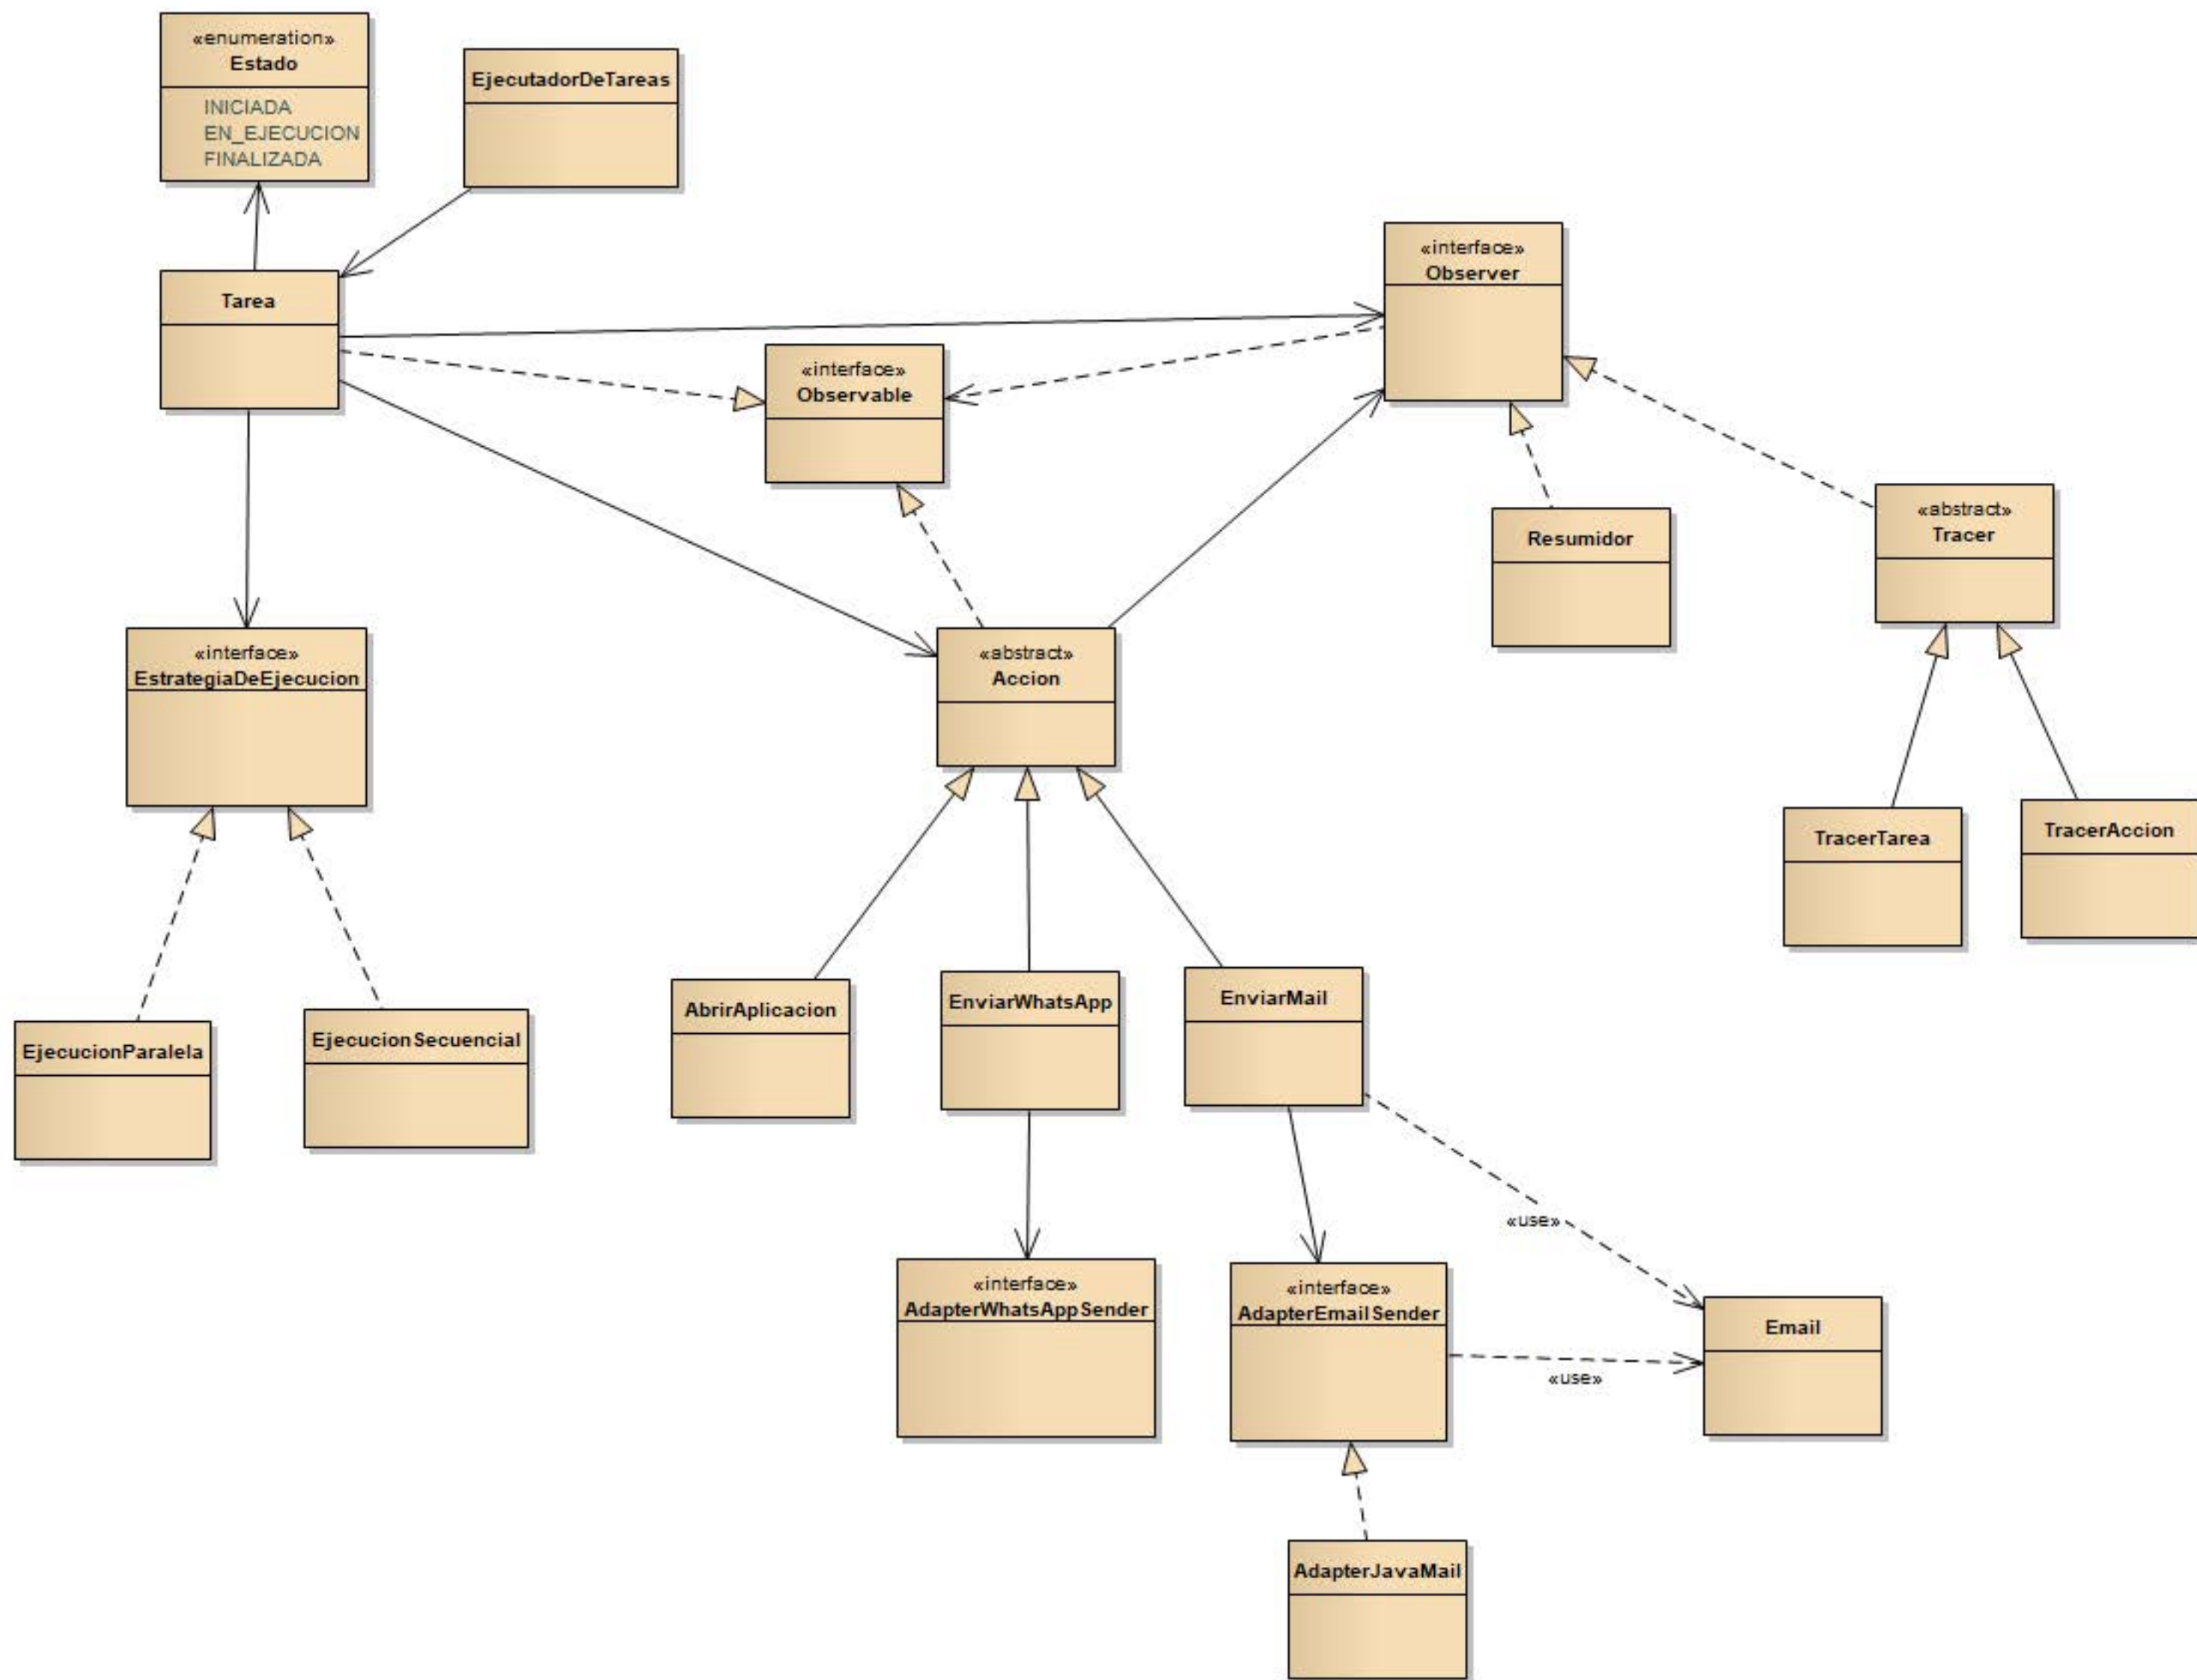 «enumeration»
Estado
INICIADA
EN_EJECUCION
FINALIZADA
EjecutadorDeTareas
Tarea
«interface»
Observer
«interface»
Observable
«abstract»
Tracer
Resumidor
«interface»
EstrategiaDeEjecucion
«abstract»
Accion
TracerTarea
TracerAccion
EjecucionParalela
EjecucionSecuencial
AbrirAplicacion
EnviarWhatsApp
EnviarMail
«use»
«interface»
AdapterWhatsAppSender
«interface»
AdapterEmailSender
Email
«use»
AdapterJavaMail